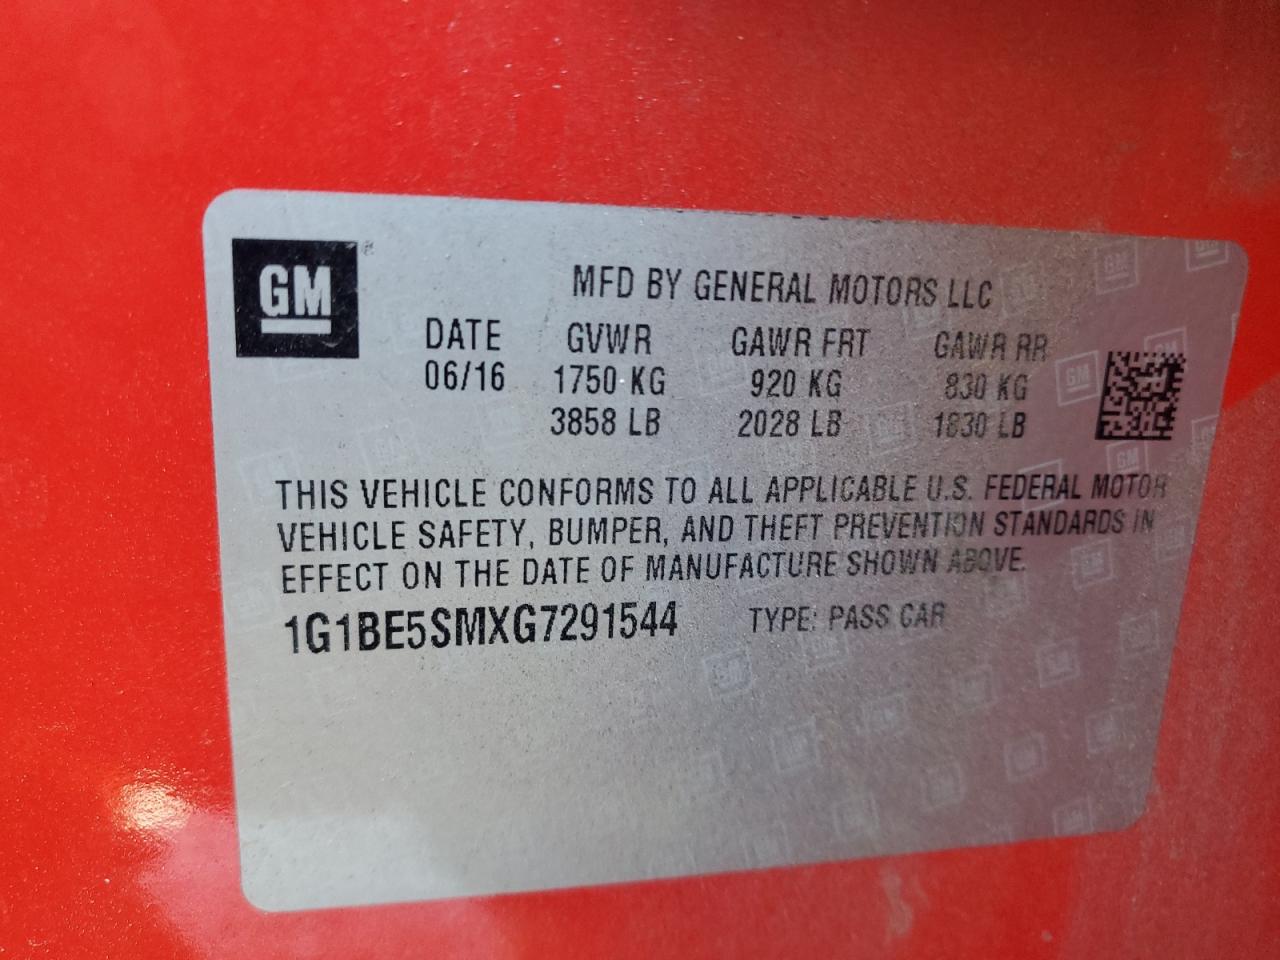 GM
MFD BY GENERAL MOTORS LLC
DATE GVWR GAWR FRT GAWR RR
06/16 1750 KG 920 KG 830 KG
3858 LB 2028 LB 1830 LB
THIS VEHICLE CONFORMS TO ALL APPLICABLE U.S. FEDERAL MOTOR
VEHICLE SAFETY, BUMPER, AND THEFT PREVENTION STANDARDS IN
EFFECT ON THE DATE OF MANUFACTURE SHOWN ABOVE.
1G1BE5SMXG7291544 TYPE: PASS CAR